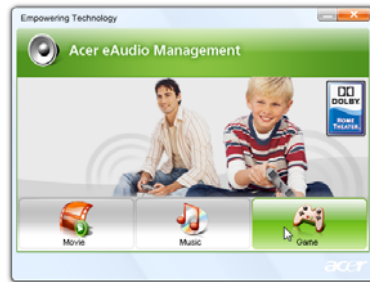 Empowering Technology
Acer eAudio Management
DOLBY
HOME
THEATER
Movie
Music
Game
acer